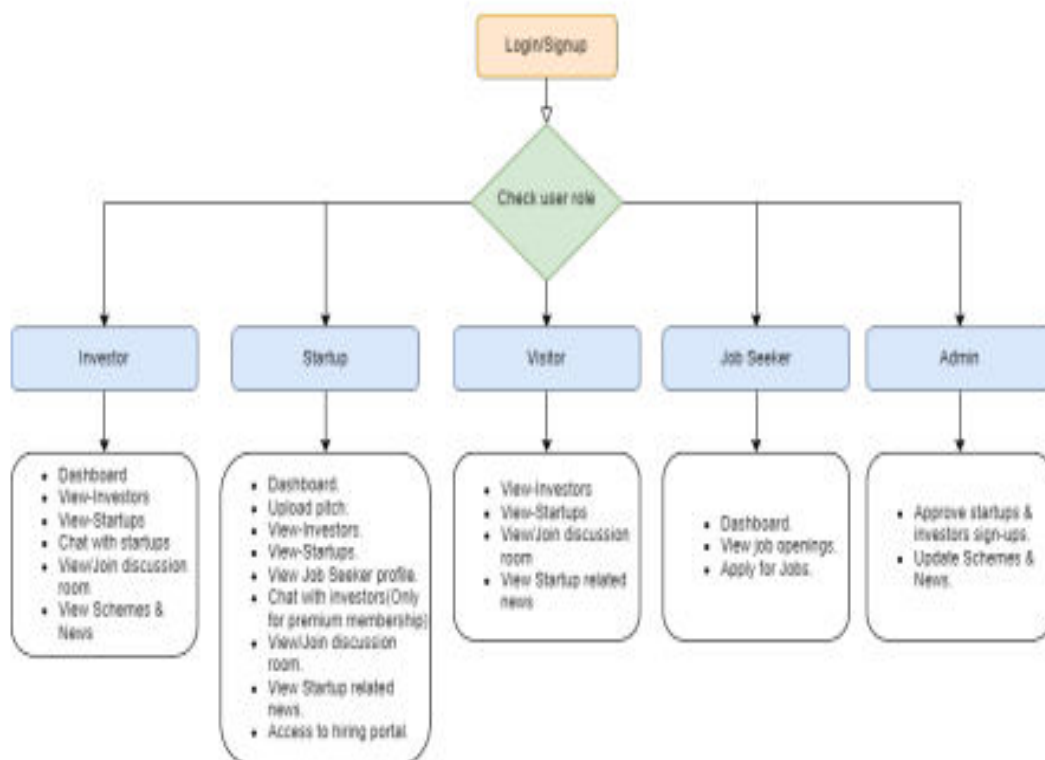 Login/Signup
Check user role
Investor
Startup
Visitor
Job Seeker
Admin
• Dashboard
• View-Investors
• View-Startups
• Chat with startups
• View/Join discussion
room
• View Schemes &
News
• Dashboard.
• Upload pitch.
• View-Investors.
• View-Startups.
• View Job Seeker profile.
• Chat with investors(Only
for premium membership)
• View/Join discussion
room.
• View Startup related
news.
• Access to hiring portal
• View-Investors
• View-Startups
• View/Join discussion
room
• View Startup related
news
• Dashboard.
• View job openings.
• Apply for Jobs.
• Approve startups &
investors sign-ups.
• Update Schemes &
News.